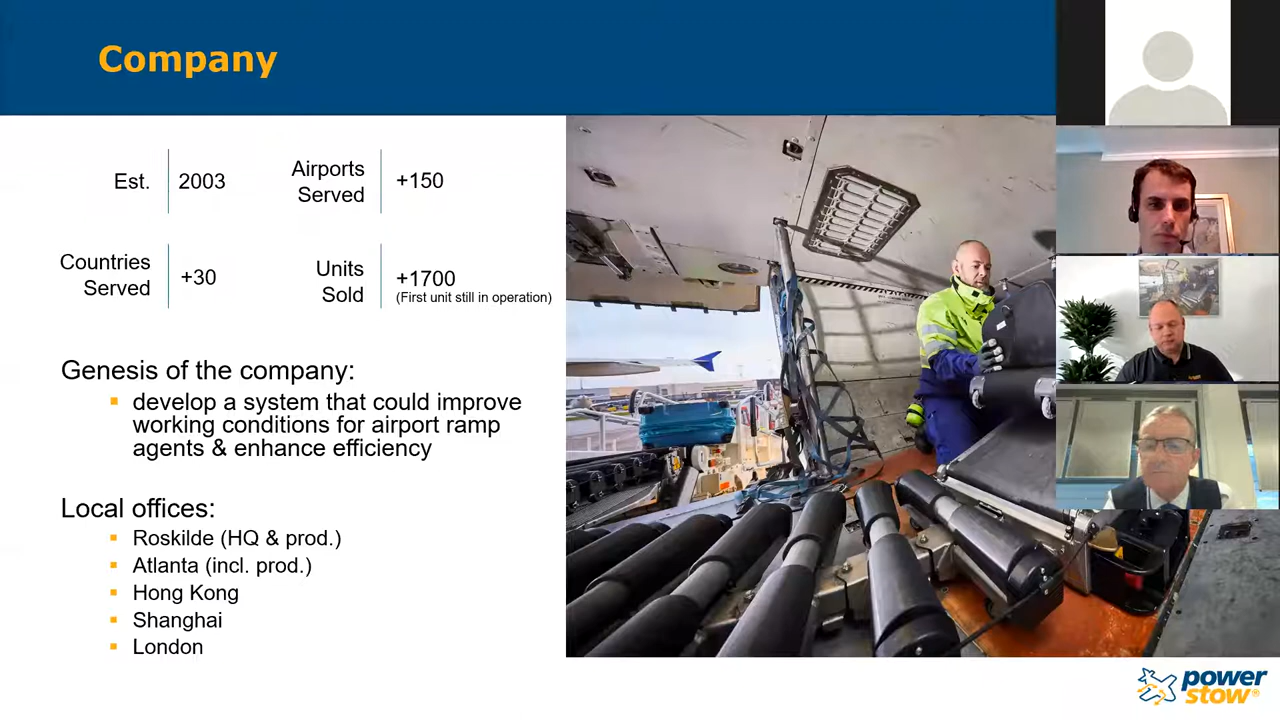 Company
Est.
2003
Airports
Served
+150
Countries
Served
+30
Units
Sold
+1700
(First unit still in operation)
Genesis of the company:
▪ develop a system that could improve
working conditions for airport ramp
agents & enhance efficiency
Local offices:
▪ Roskilde (HQ & prod.)
▪ Atlanta (incl. prod.)
▪ Hong Kong
▪ Shanghai
▪ London
power
stow®